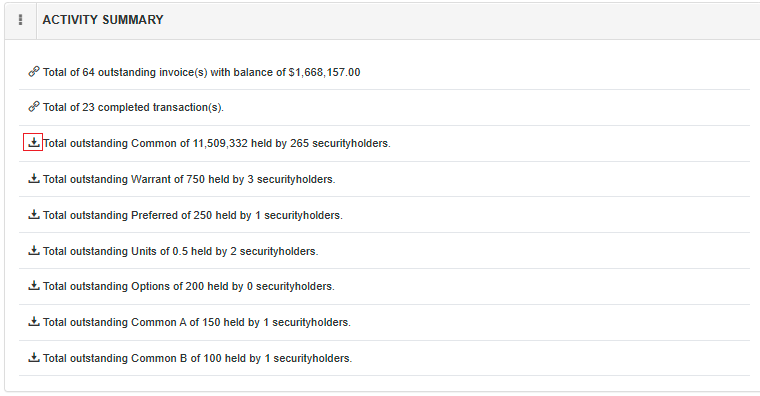 ACTIVITY SUMMARY
Total of 64 outstanding invoice(s) with balance of $1,668,157.00
Total of 23 completed transaction(s).
Total outstanding Common of 11,509,332 held by 265 securityholders.
Total outstanding Warrant of 750 held by 3 securityholders.
Total outstanding Preferred of 250 held by 1 securityholders.
Total outstanding Units of 0.5 held by 2 securityholders.
Total outstanding Options of 200 held by 0 securityholders.
Total outstanding Common A of 150 held by 1 securityholders.
Total outstanding Common B of 100 held by 1 securityholders.